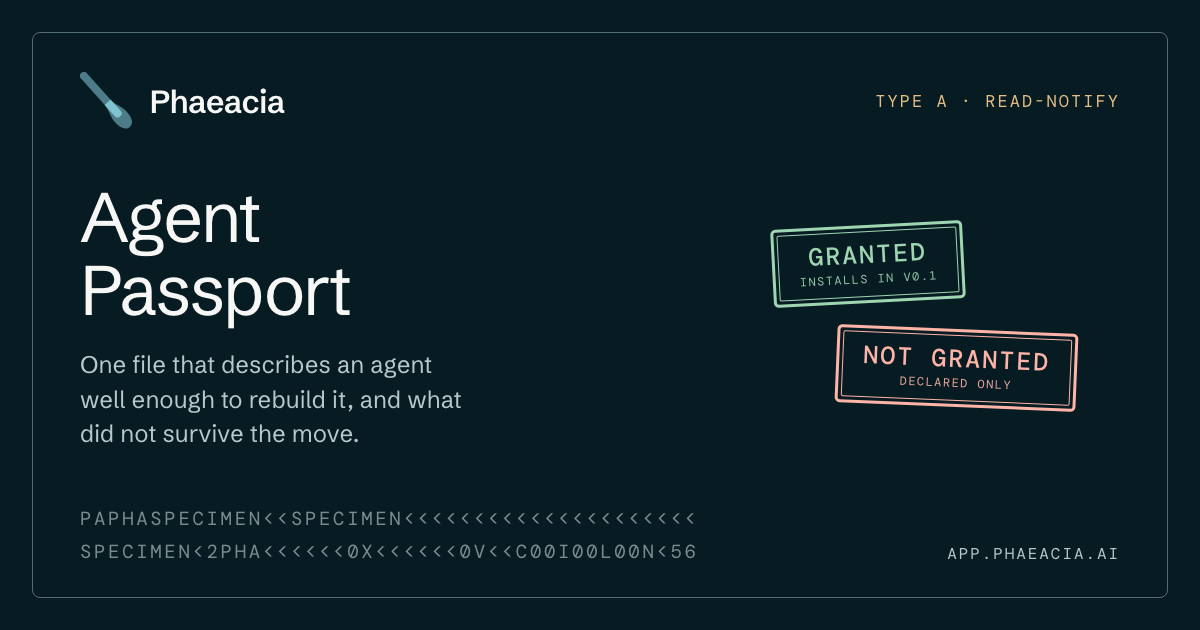 Phaeacia
TYPE A · READ-NOTIFY
Agent
Passport
One file that describes an agent
well enough to rebuild it, and what
did not survive the move.
GRANTED
INSTALLS IN V0.1
NOT GRANTED
DECLARED ONLY
PAPHASPECIMEN<<SPECIMEN<<<<<<<<<<<<<<<<<<<<<
SPECIMEN<2PHA<<<<<<0X<<<<<<0V<<C00I00L00N<56
APP.PHAEACIA.AI